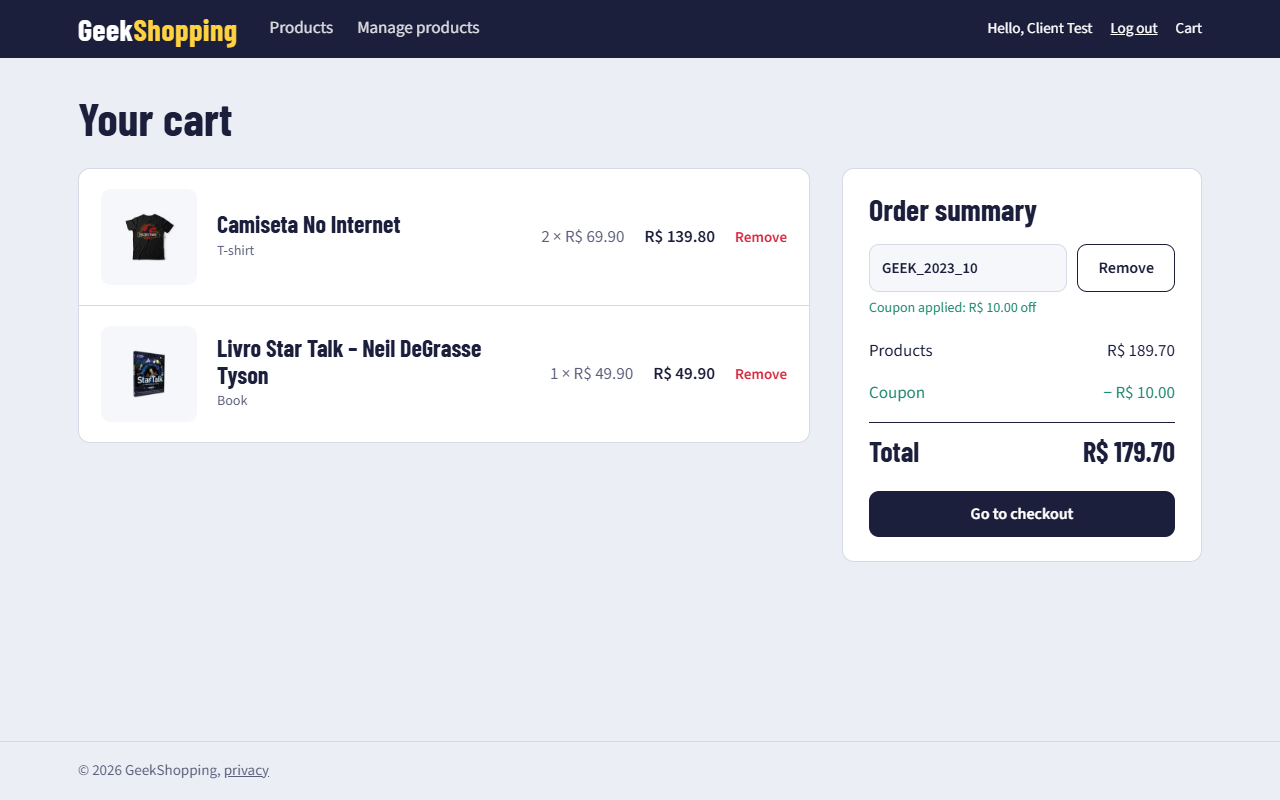 GeekShopping Products Manage products Hello, Client Test Log out Cart
Your cart
Camiseta No Internet
T-shirt
2 × R$ 69.90 R$ 139.80 Remove
Livro Star Talk – Neil DeGrasse
Tyson
Book
1 × R$ 49.90 R$ 49.90 Remove
Order summary
GEEK_2023_10 Remove
Coupon applied: R$ 10.00 off
Products R$ 189.70
Coupon − R$ 10.00
Total R$ 179.70
Go to checkout
© 2026 GeekShopping, privacy